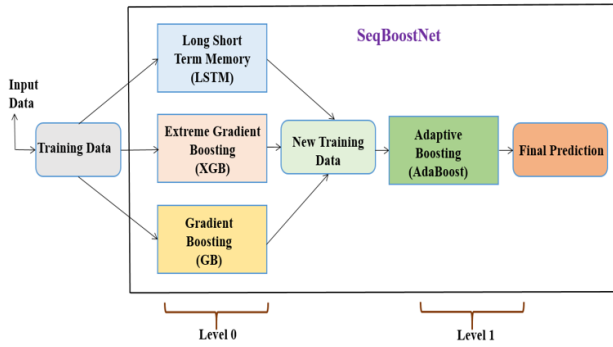 SeqBoostNet
Input
Data
Training Data
Long Short
Term Memory
(LSTM)
Extreme Gradient
Boosting
(XGB)
Gradient
Boosting
(GB)
New Training
Data
Adaptive
Boosting
(AdaBoost)
Final Prediction
Level 0
Level 1